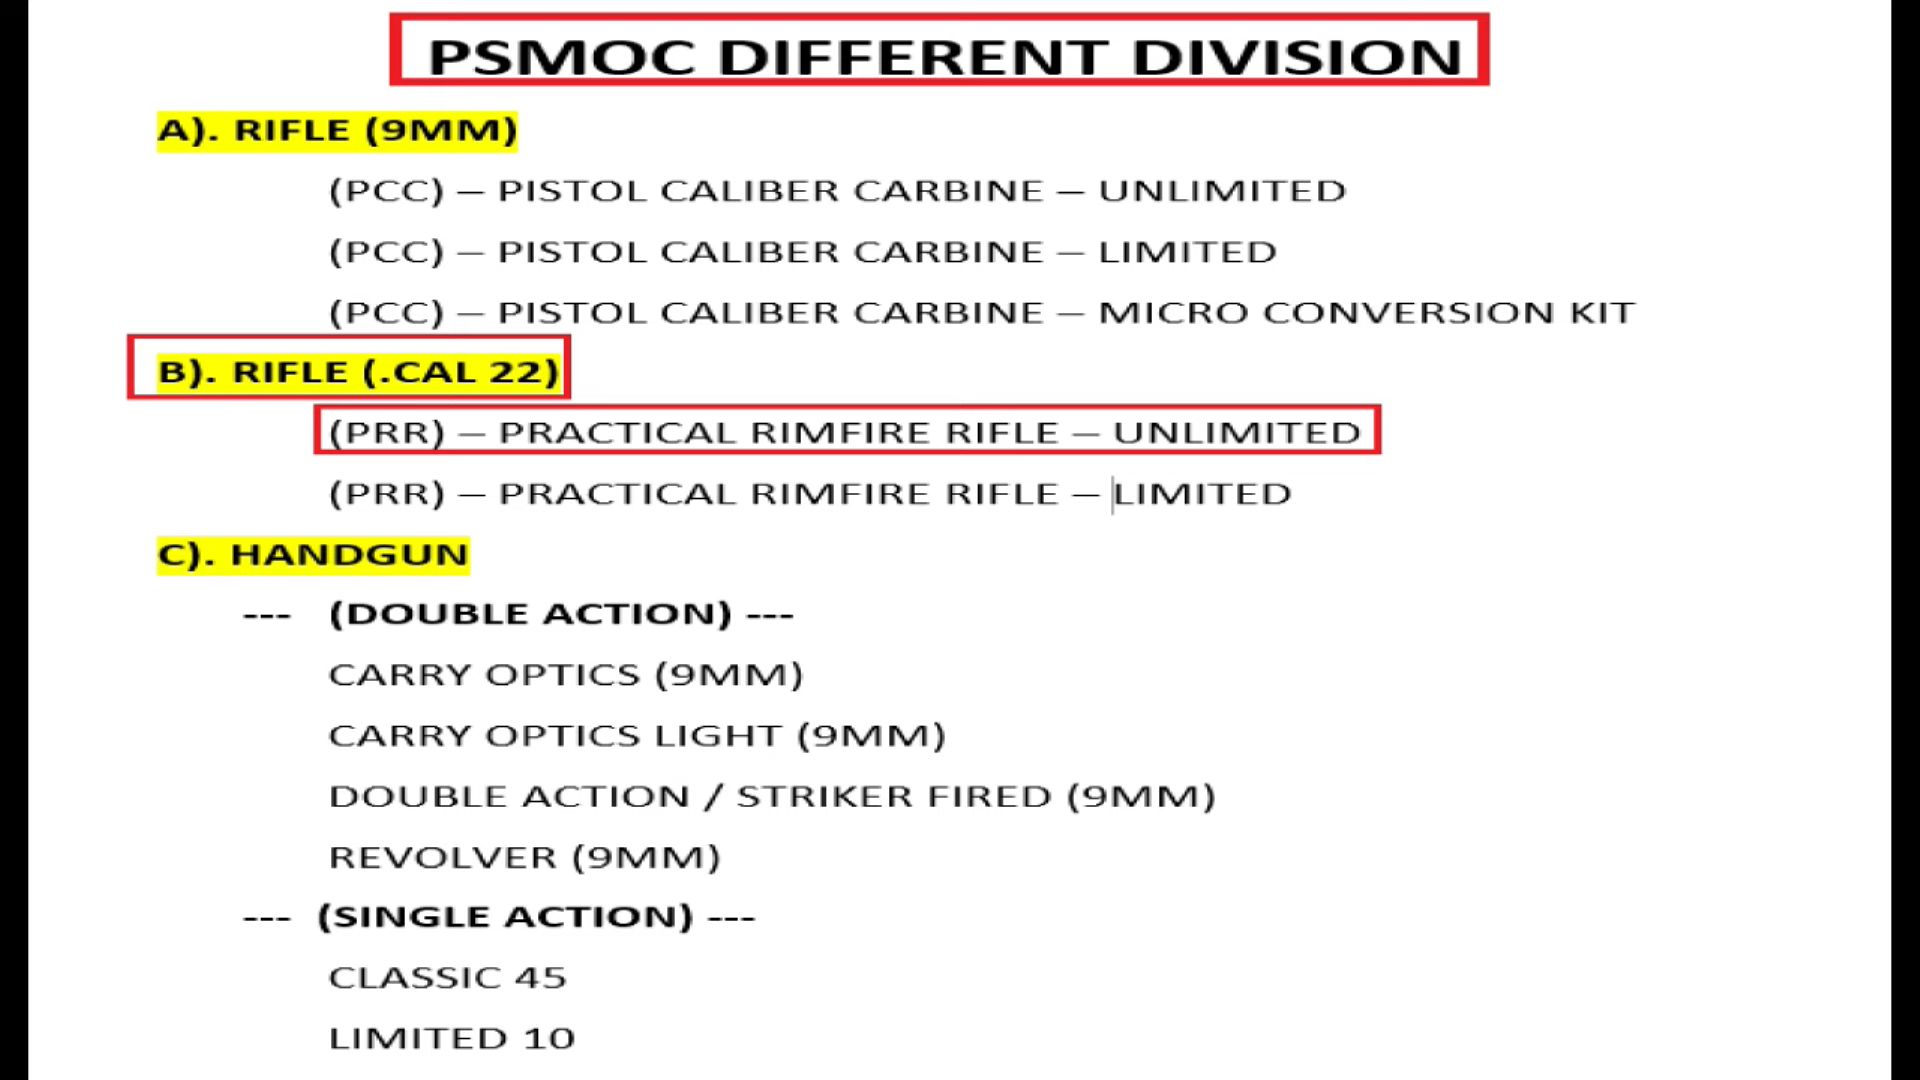 PSMOC DIFFERENT DIVISION
A). RIFLE (9MM)
(PCC) – PISTOL CALIBER CARBINE – UNLIMITED
(PCC) – PISTOL CALIBER CARBINE – LIMITED
(PCC) – PISTOL CALIBER CARBINE – MICRO CONVERSION KIT
B). RIFLE (.CAL 22)
(PRR) – PRACTICAL RIMFIRE RIFLE – UNLIMITED
(PRR) – PRACTICAL RIMFIRE RIFLE – LIMITED
C). HANDGUN
--- (DOUBLE ACTION) ---
CARRY OPTICS (9MM)
CARRY OPTICS LIGHT (9MM)
DOUBLE ACTION / STRIKER FIRED (9MM)
REVOLVER (9MM)
--- (SINGLE ACTION) ---
CLASSIC 45
LIMITED 10